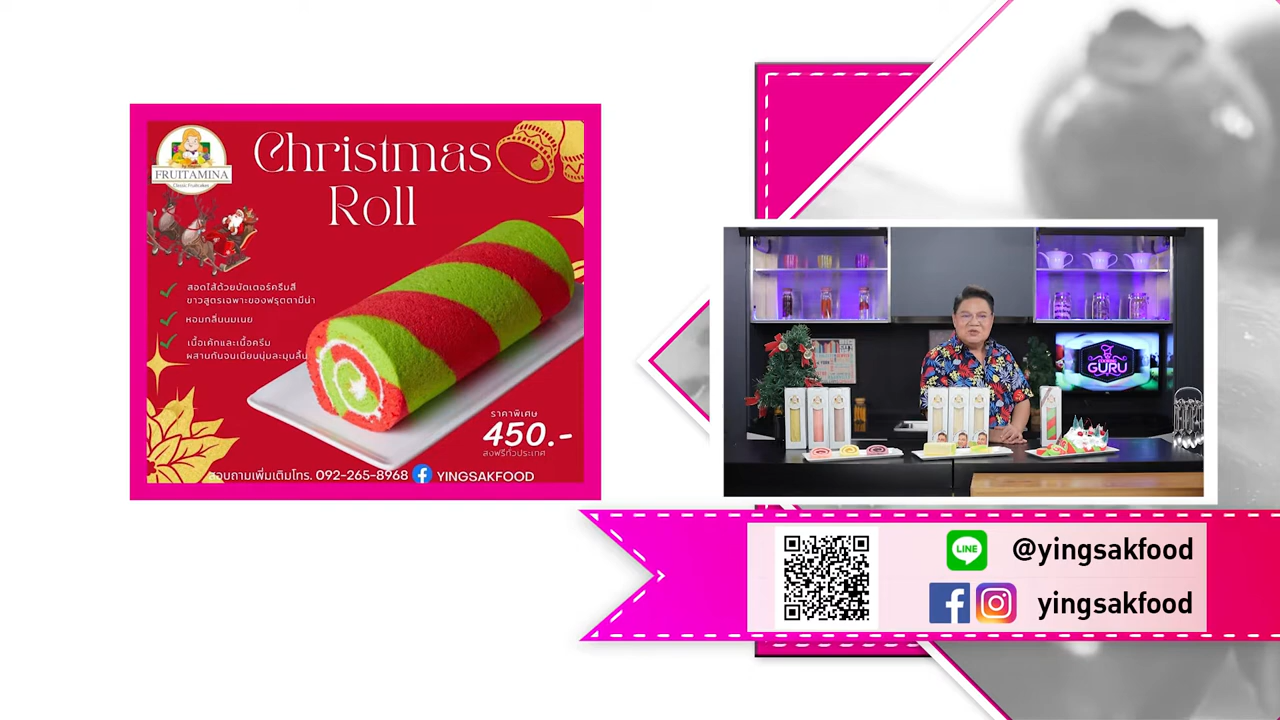 FRUITAMINA
Classic Fruitcakes
Christmas
Roll
สอดไส้ด้วยบัตเตอร์ครีมสี
ขาวสูตรเฉพาะของฟรุตตามีน่า
หอมกลิ่นนมเนย
เนื้อเค้กและเนื้อครีม
ผสานกันจนเนียนนุ่มละมุนลิ้น
ราคาพิเศษ
450.-
ส่งฟรีทั่วประเทศ
สอบถามเพิ่มเติมโทร. 092-265-8968 YINGSAKFOOD
FOOD
GURU
LINE
@yingsakfood
yingsakfood